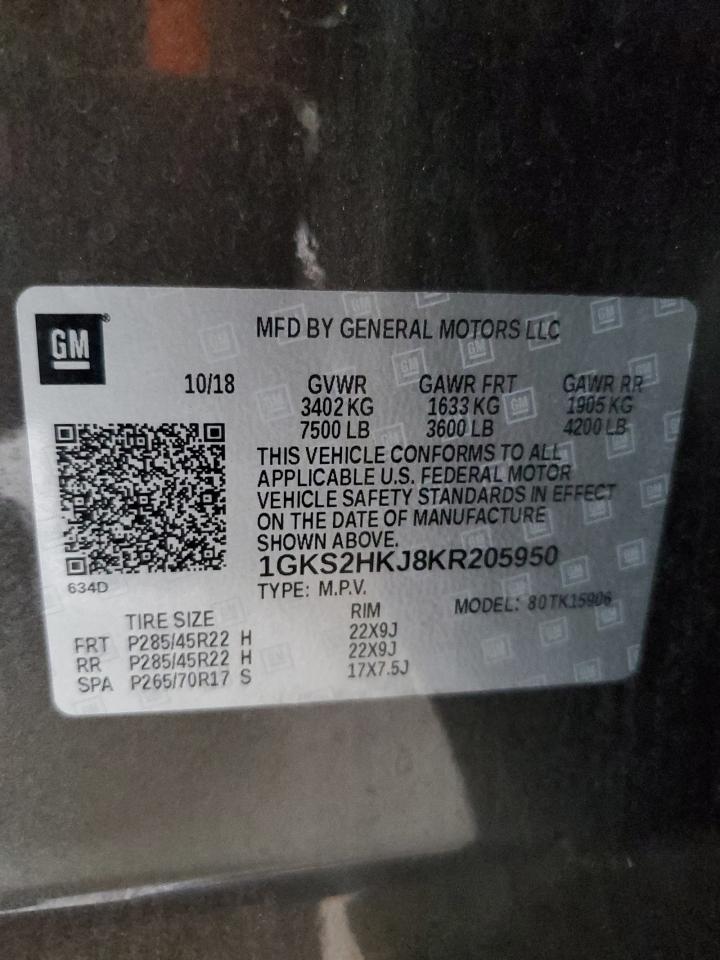 GM
MFD BY GENERAL MOTORS LLC
10/18 GVWR GAWR FRT GAWR RR
3402 KG 1633 KG 1905 KG
7500 LB 3600 LB 4200 LB
THIS VEHICLE CONFORMS TO ALL
APPLICABLE U.S. FEDERAL MOTOR
VEHICLE SAFETY STANDARDS IN EFFECT
ON THE DATE OF MANUFACTURE
SHOWN ABOVE.
1GKS2HKJ8KR205950
634D
TYPE: M.P.V.
MODEL: 80TK15906
TIRE SIZE RIM
FRT P285/45R22 H 22X9J
RR P285/45R22 H 22X9J
SPA P265/70R17 S 17X7.5J